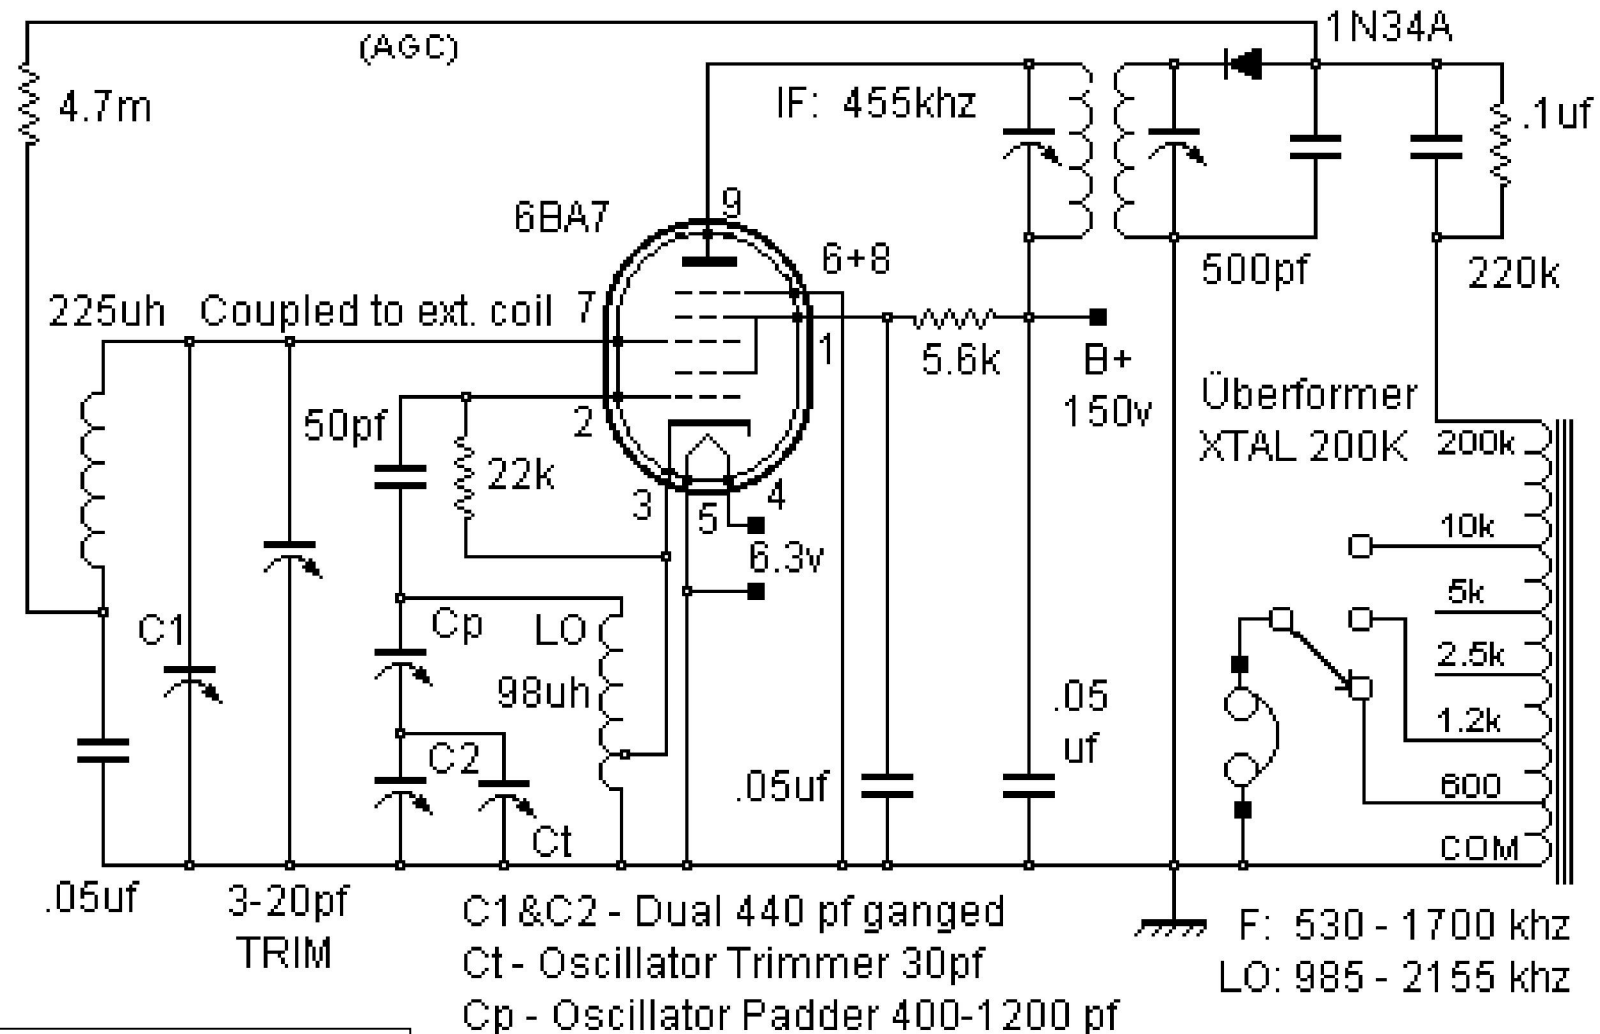 1N34A
(AGC)
4.7m
IF: 455khz
.1uf
9
6BA7
6+8
500pf
220k
225uh Coupled to ext. coil
7
1
5.6k
B+
150v
Überformer
XTAL 200K
200k
50pf
2
22k
3
5
4
6.3v
10k
5k
C1
Cp
LO
98uh
2.5k
.05
uf
1.2k
C2
.05uf
600
Ct
COM
.05uf
3-20pf
TRIM
C1&C2 - Dual 440 pf ganged
Ct - Oscillator Trimmer 30pf
Cp - Oscillator Padder 400-1200 pf
F: 530 - 1700 khz
LO: 985 - 2155 khz